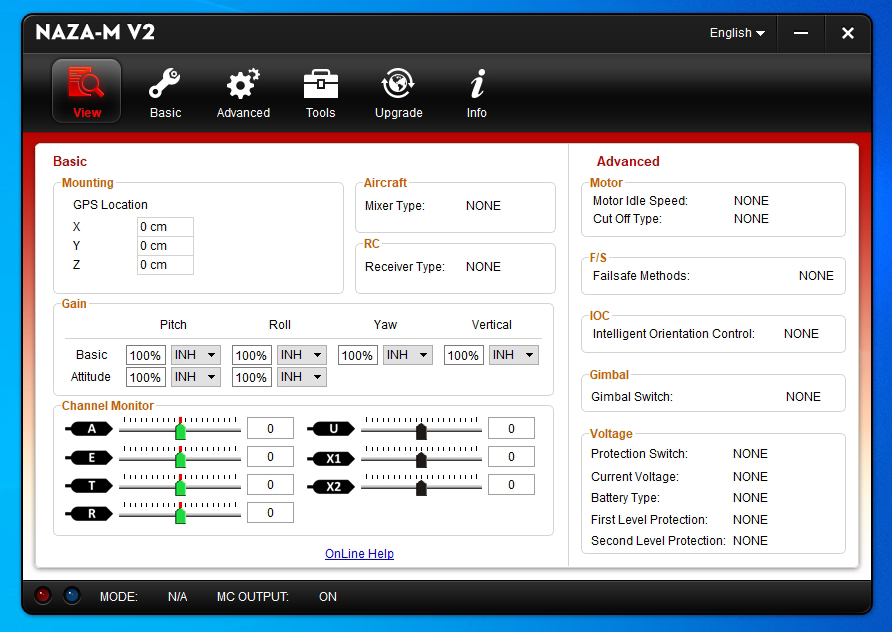 NAZA-M V2
English
View
Basic
Advanced
Tools
Upgrade
Info
Basic
Mounting
GPS Location
X 0 cm
Y 0 cm
Z 0 cm
Aircraft
Mixer Type: NONE
RC
Receiver Type: NONE
Gain
Pitch Roll Yaw Vertical
Basic 100% INH 100% INH 100% INH 100% INH
Attitude 100% INH 100% INH
Channel Monitor
A 0 U 0
E 0 X1 0
T 0 X2 0
R 0
OnLine Help
Advanced
Motor
Motor Idle Speed: NONE
Cut Off Type: NONE
F/S
Failsafe Methods: NONE
IOC
Intelligent Orientation Control: NONE
Gimbal
Gimbal Switch: NONE
Voltage
Protection Switch: NONE
Current Voltage: NONE
Battery Type: NONE
First Level Protection: NONE
Second Level Protection: NONE
MODE: N/A MC OUTPUT: ON